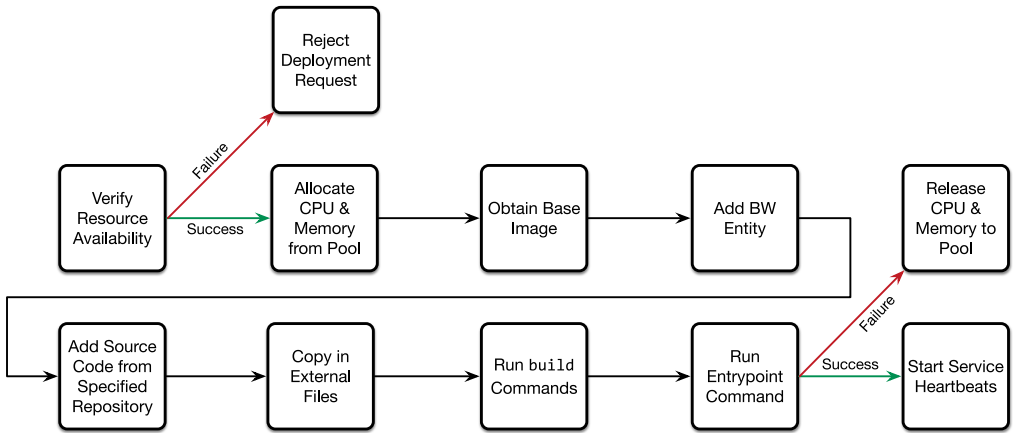 Reject
Deployment
Request
Failure
Verify
Resource
Availability
Success
Allocate
CPU &
Memory
from Pool
Obtain Base
Image
Add BW
Entity
Release
CPU &
Memory to
Pool
Add Source
Code from
Specified
Repository
Copy in
External
Files
Run build
Commands
Run
Entrypoint
Command
Failure
Success
Start Service
Heartbeats